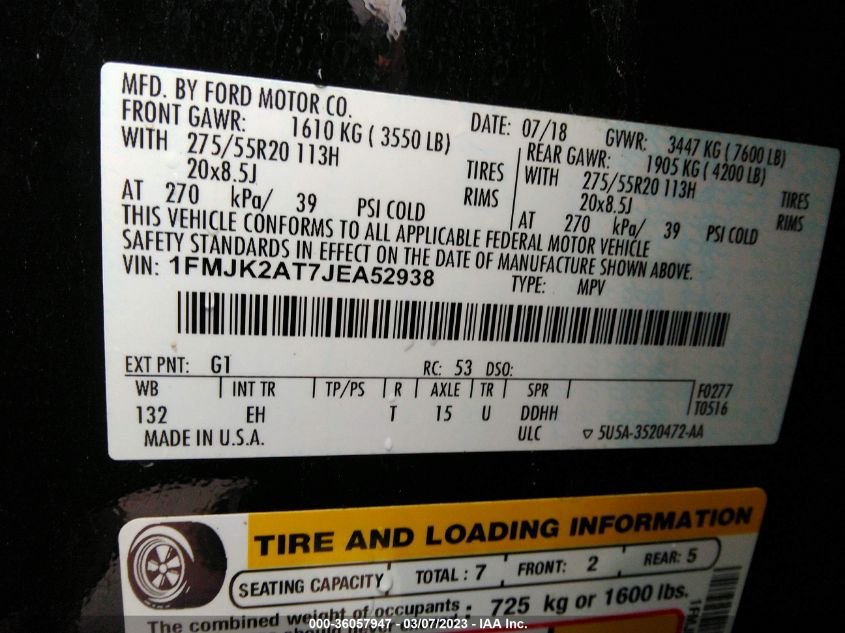 MFD. BY FORD MOTOR CO.
DATE: 07/18 GVWR: 3447 KG ( 7600 LB)
FRONT GAWR: 1610 KG ( 3550 LB)
WITH 275/55R20 113H TIRES
20x8.5J RIMS
AT 270 kPa/ 39 PSI COLD
REAR GAWR: 1905 KG ( 4200 LB)
WITH 275/55R20 113H TIRES
20x8.5J RIMS
AT 270 kPa/ 39 PSI COLD
THIS VEHICLE CONFORMS TO ALL APPLICABLE FEDERAL MOTOR VEHICLE
SAFETY STANDARDS IN EFFECT ON THE DATE OF MANUFACTURE SHOWN ABOVE.
VIN: 1FMJK2AT7JEA52938 TYPE: MPV
EXT PNT: G1 RC: 53 DSO:
WB INT TR TP/PS R AXLE TR SPR F0277
132 EH T 15 U DDHH T0516
MADE IN U.S.A. ULC 5U5A-3520472-AA
TIRE AND LOADING INFORMATION
SEATING CAPACITY TOTAL : 7 FRONT: 2 REAR: 5
The combined weight of occupants 725 kg or 1600 lbs.
1FMJ
000-36057947 - 03/07/2023 - IAA Inc.